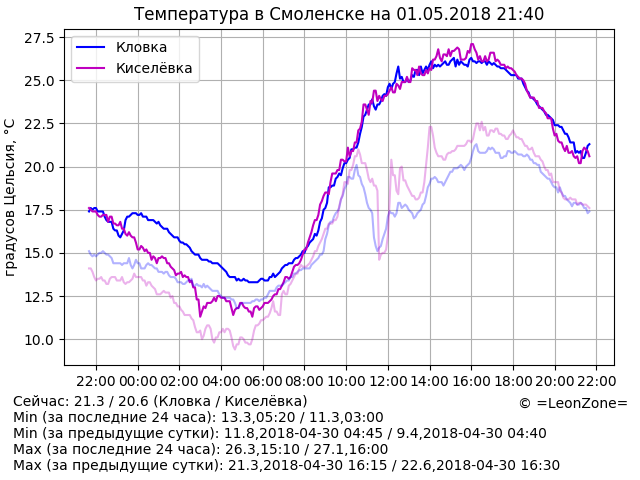 Температура в Смоленске на 01.05.2018 21:40
Кловка
Киселёвка
градусов Цельсия, °C
27.5
25.0
22.5
20.0
17.5
15.0
12.5
10.0
22:00 00:00 02:00 04:00 06:00 08:00 10:00 12:00 14:00 16:00 18:00 20:00 22:00
Сейчас: 21.3 / 20.6 (Кловка / Киселёвка)
© =LeonZone=
Min (за последние 24 часа): 13.3,05:20 / 11.3,03:00
Min (за предыдущие сутки): 11.8,2018-04-30 04:45 / 9.4,2018-04-30 04:40
Max (за последние 24 часа): 26.3,15:10 / 27.1,16:00
Max (за предыдущие сутки): 21.3,2018-04-30 16:15 / 22.6,2018-04-30 16:30